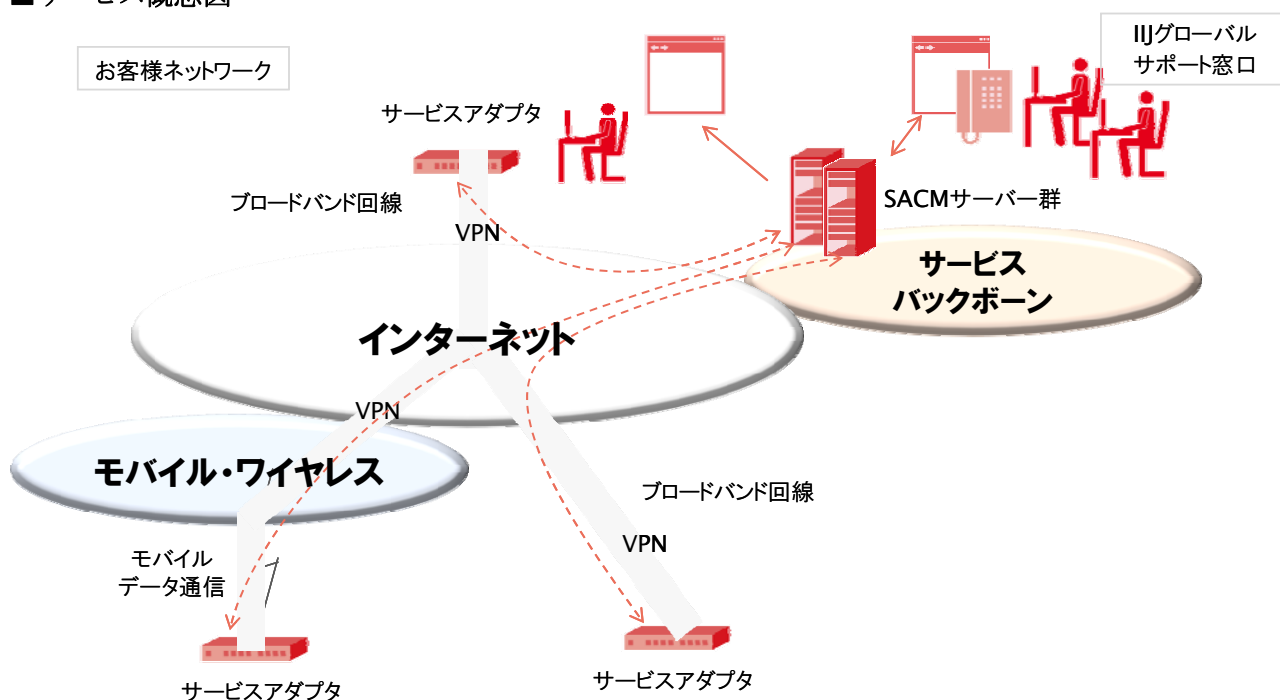 お客様ネットワーク
IIJグローバル
サポート窓口
サービスアダプタ
ブロードバンド回線
VPN
SACMサーバー群
サービス
バックボーン
インターネット
VPN
モバイル・ワイヤレス
ブロードバンド回線
VPN
モバイル
データ通信
サービスアダプタ
サービスアダプタ